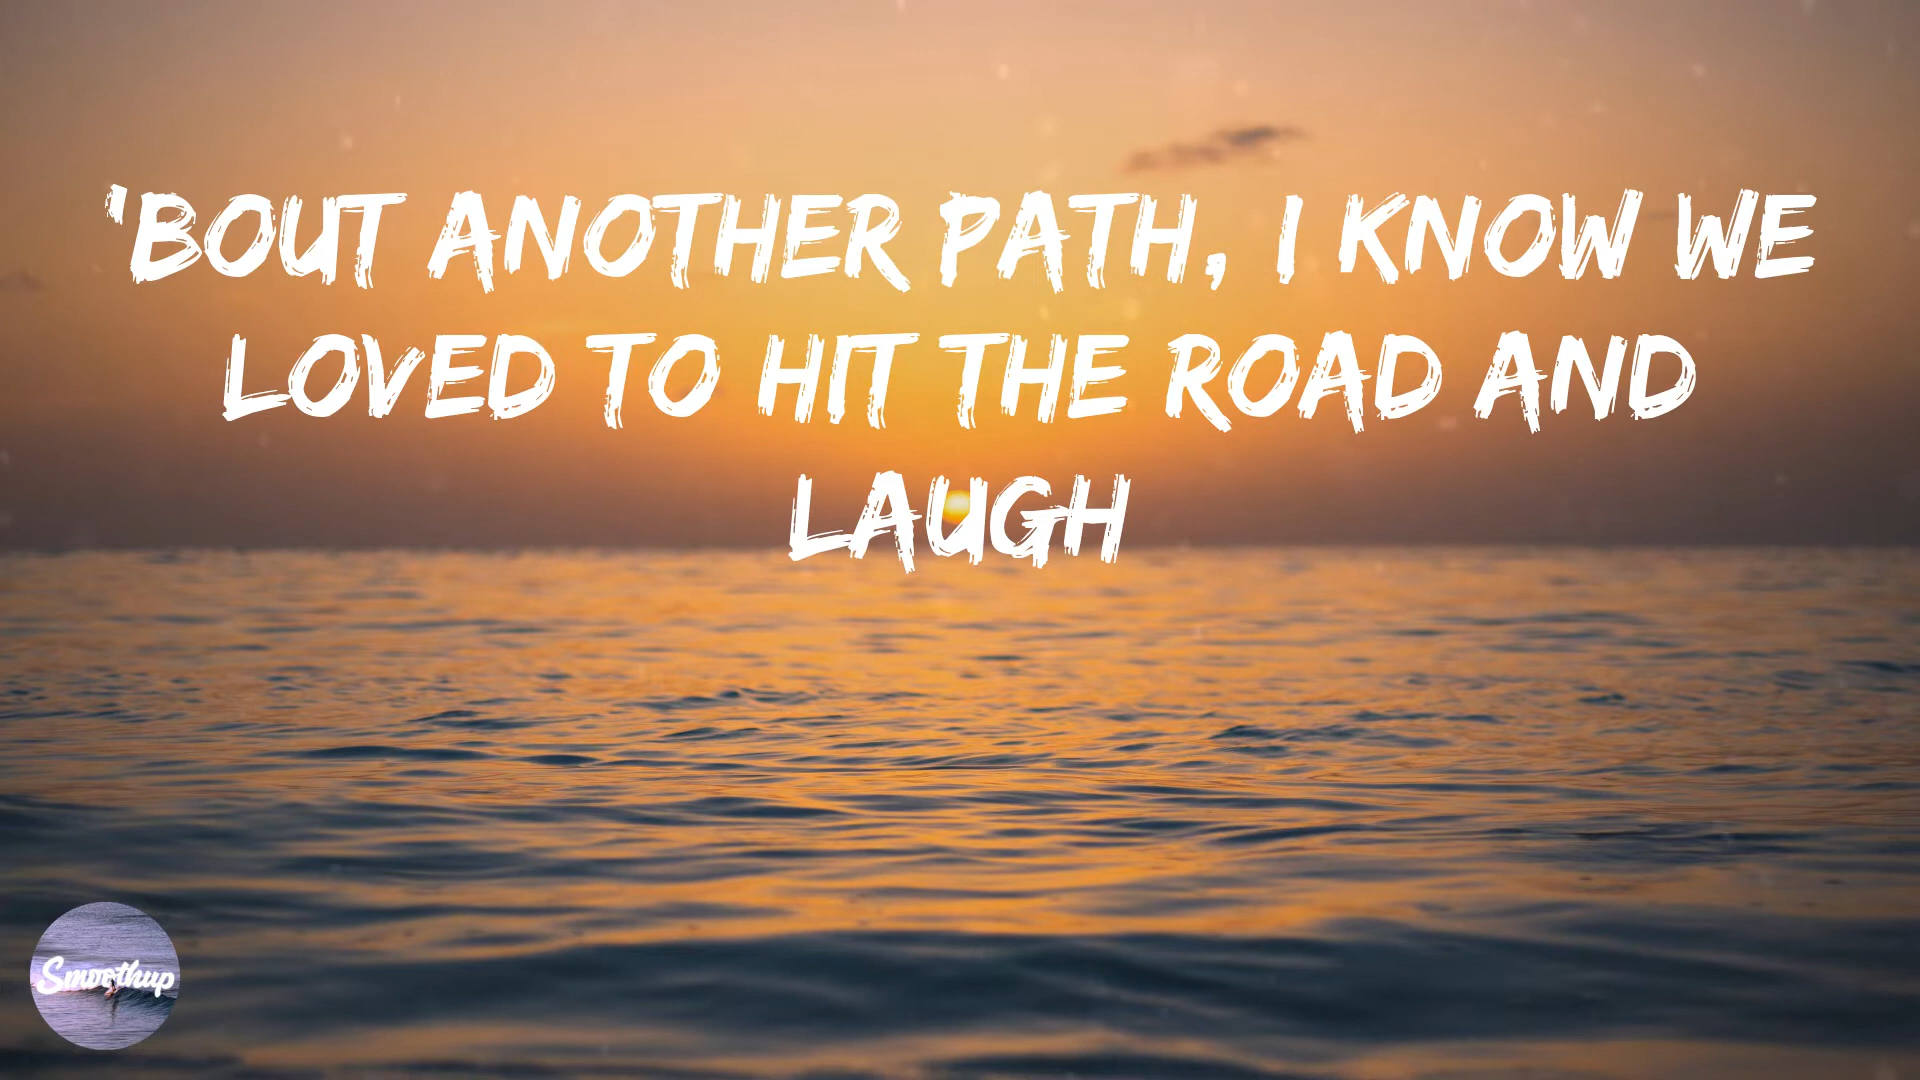 'BOUT ANOTHER PATH, I KNOW WE
LOVED TO HIT THE ROAD AND
LAUGH
Smoothup